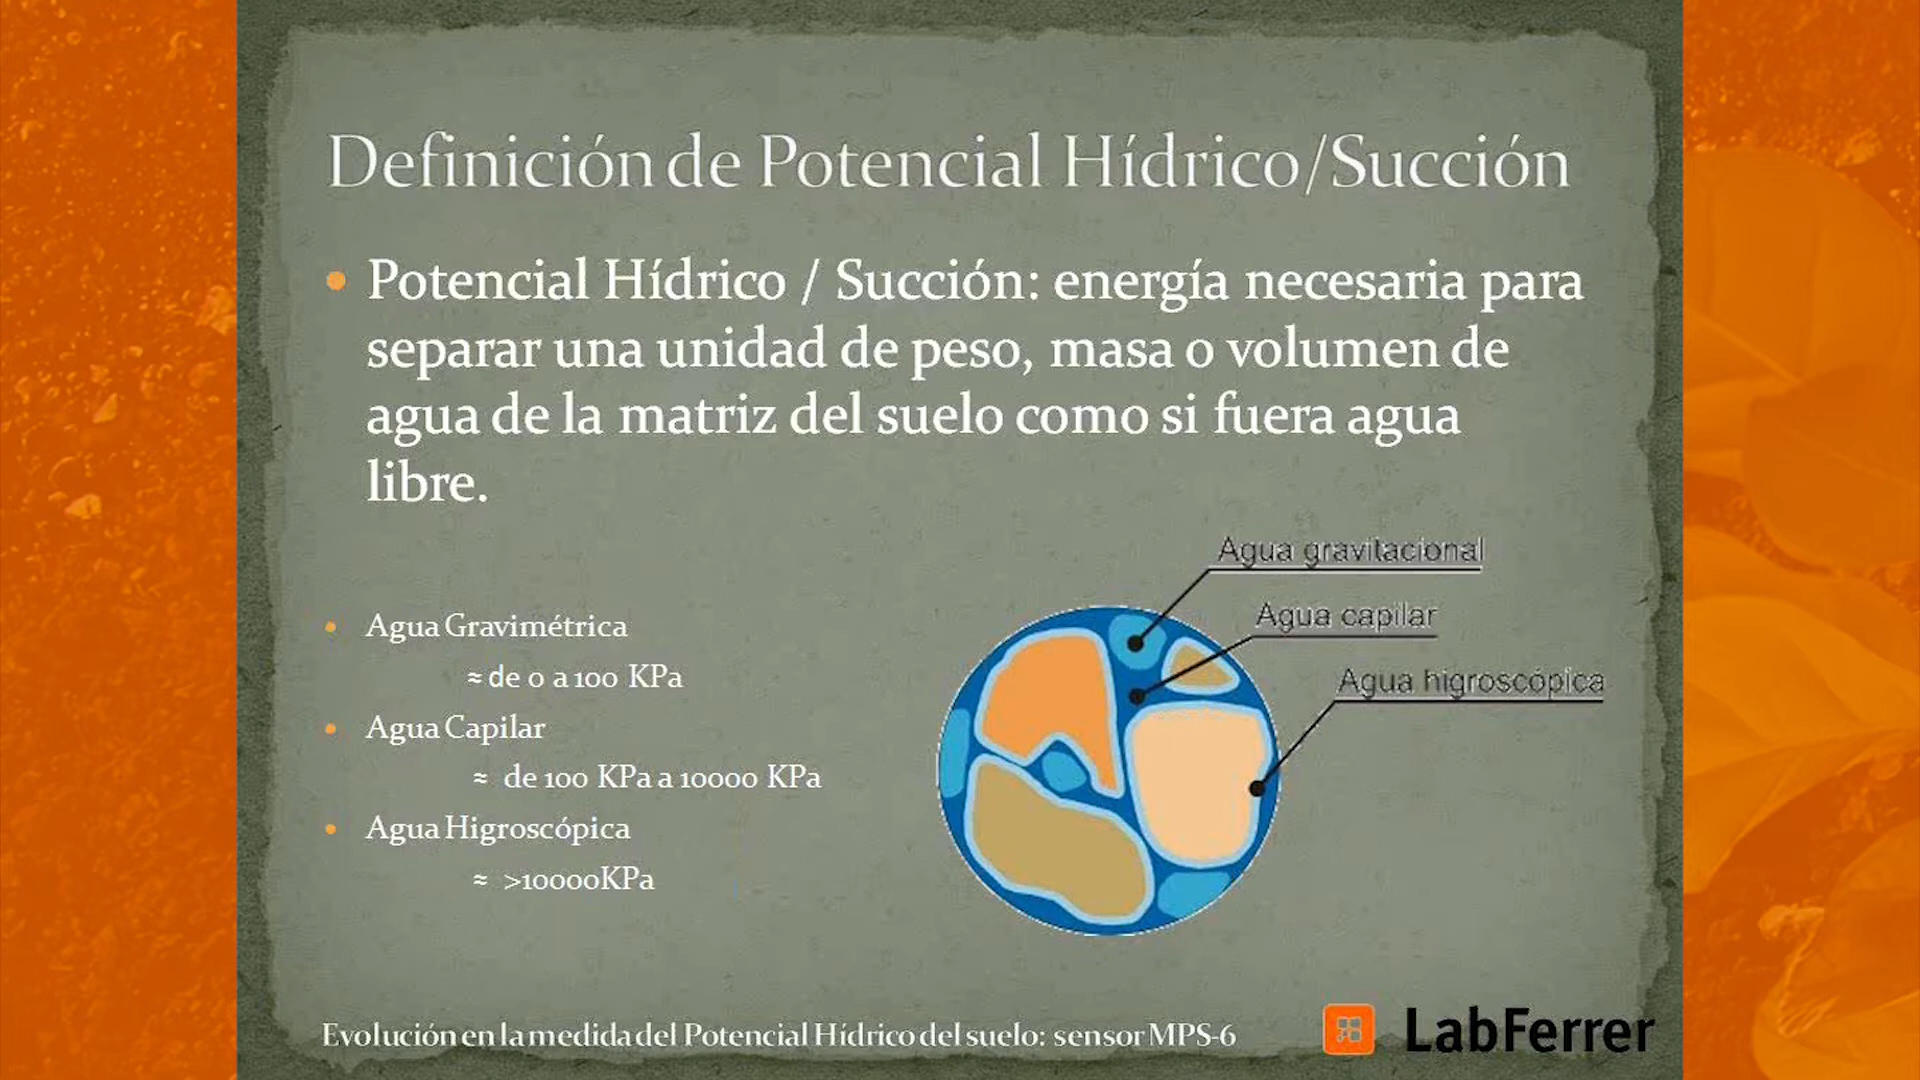 Definición de Potencial Hídrico/Succión
• Potencial Hídrico / Succión: energía necesaria para
separar una unidad de peso, masa o volumen de
agua de la matriz del suelo como si fuera agua
libre.
• Agua Gravimétrica
≈ de 0 a 100 KPa
• Agua Capilar
≈ de 100 KPa a 10000 KPa
• Agua Higroscópica
≈ >10000KPa
Agua gravitacional
Agua capilar
Agua higroscópica
Evolución en la medida del Potencial Hídrico del suelo: sensor MPS-6
LabFerrer